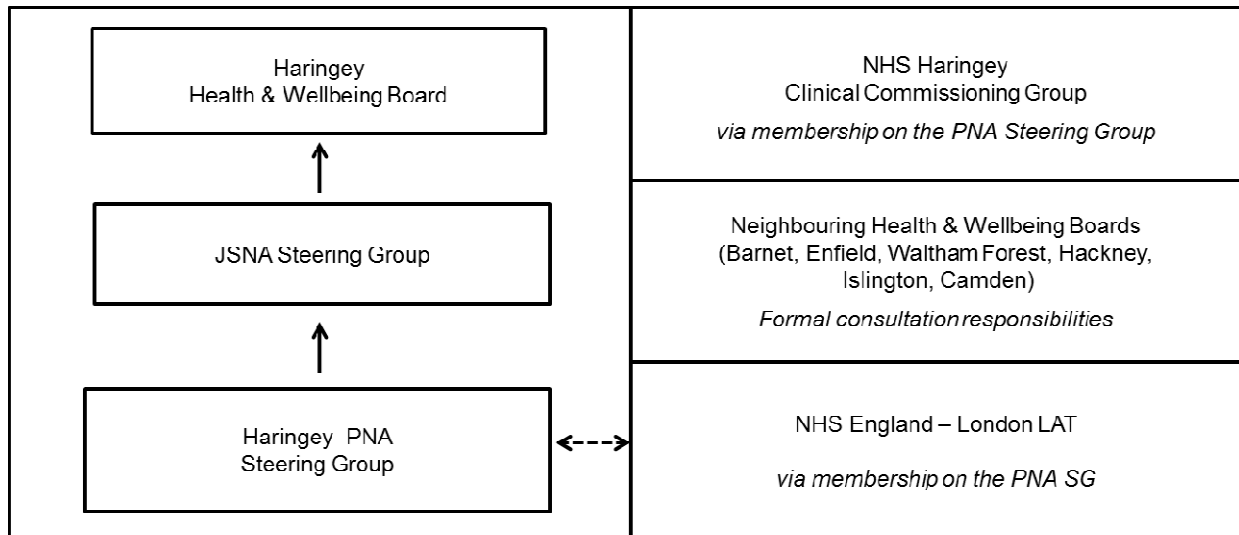 Haringey
Health & Wellbeing Board
JSNA Steering Group
Haringey PNA
Steering Group
NHS Haringey
Clinical Commissioning Group
via membership on the PNA Steering Group
Neighbouring Health & Wellbeing Boards
(Barnet, Enfield, Waltham Forest, Hackney,
Islington, Camden)
Formal consultation responsibilities
NHS England – London LAT
via membership on the PNA SG